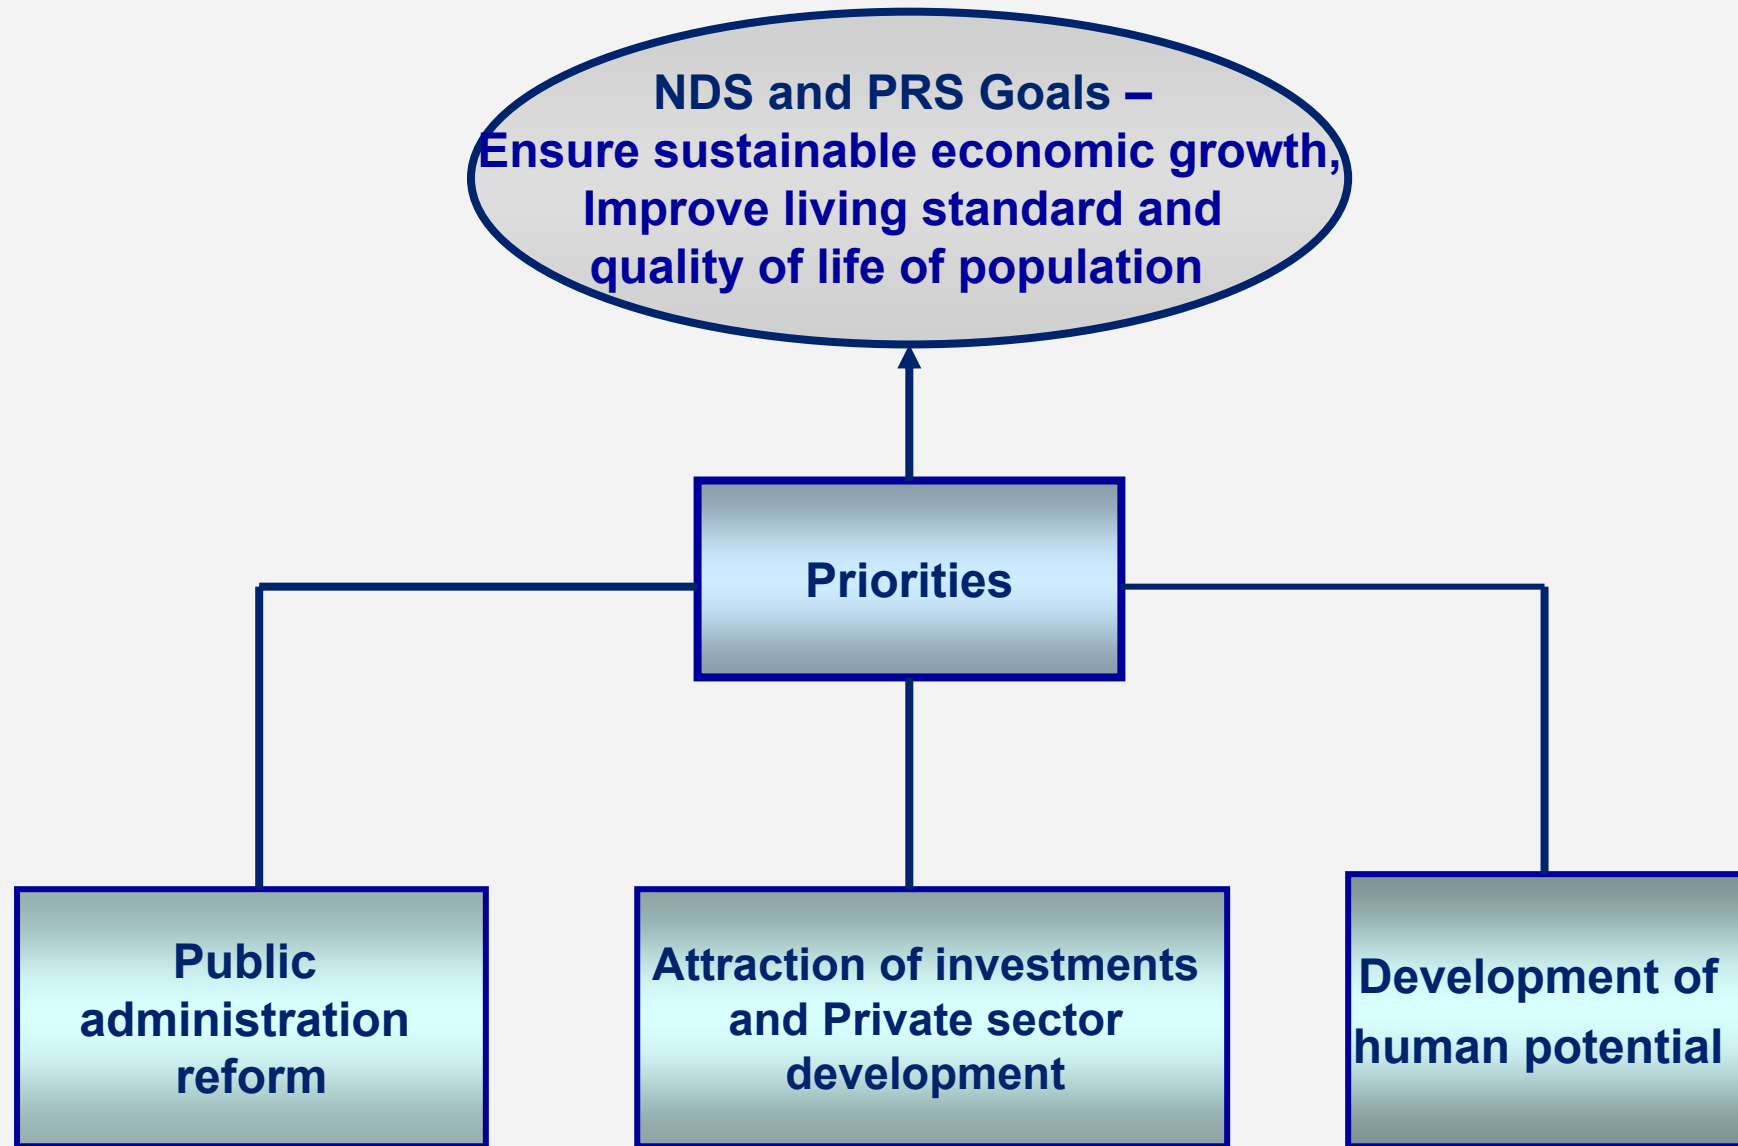 NDS and PRS Goals –
Ensure sustainable economic growth,
Improve living standard and
quality of life of population
Priorities
Public
administration
reform
Attraction of investments
and Private sector
development
Development of
human potential